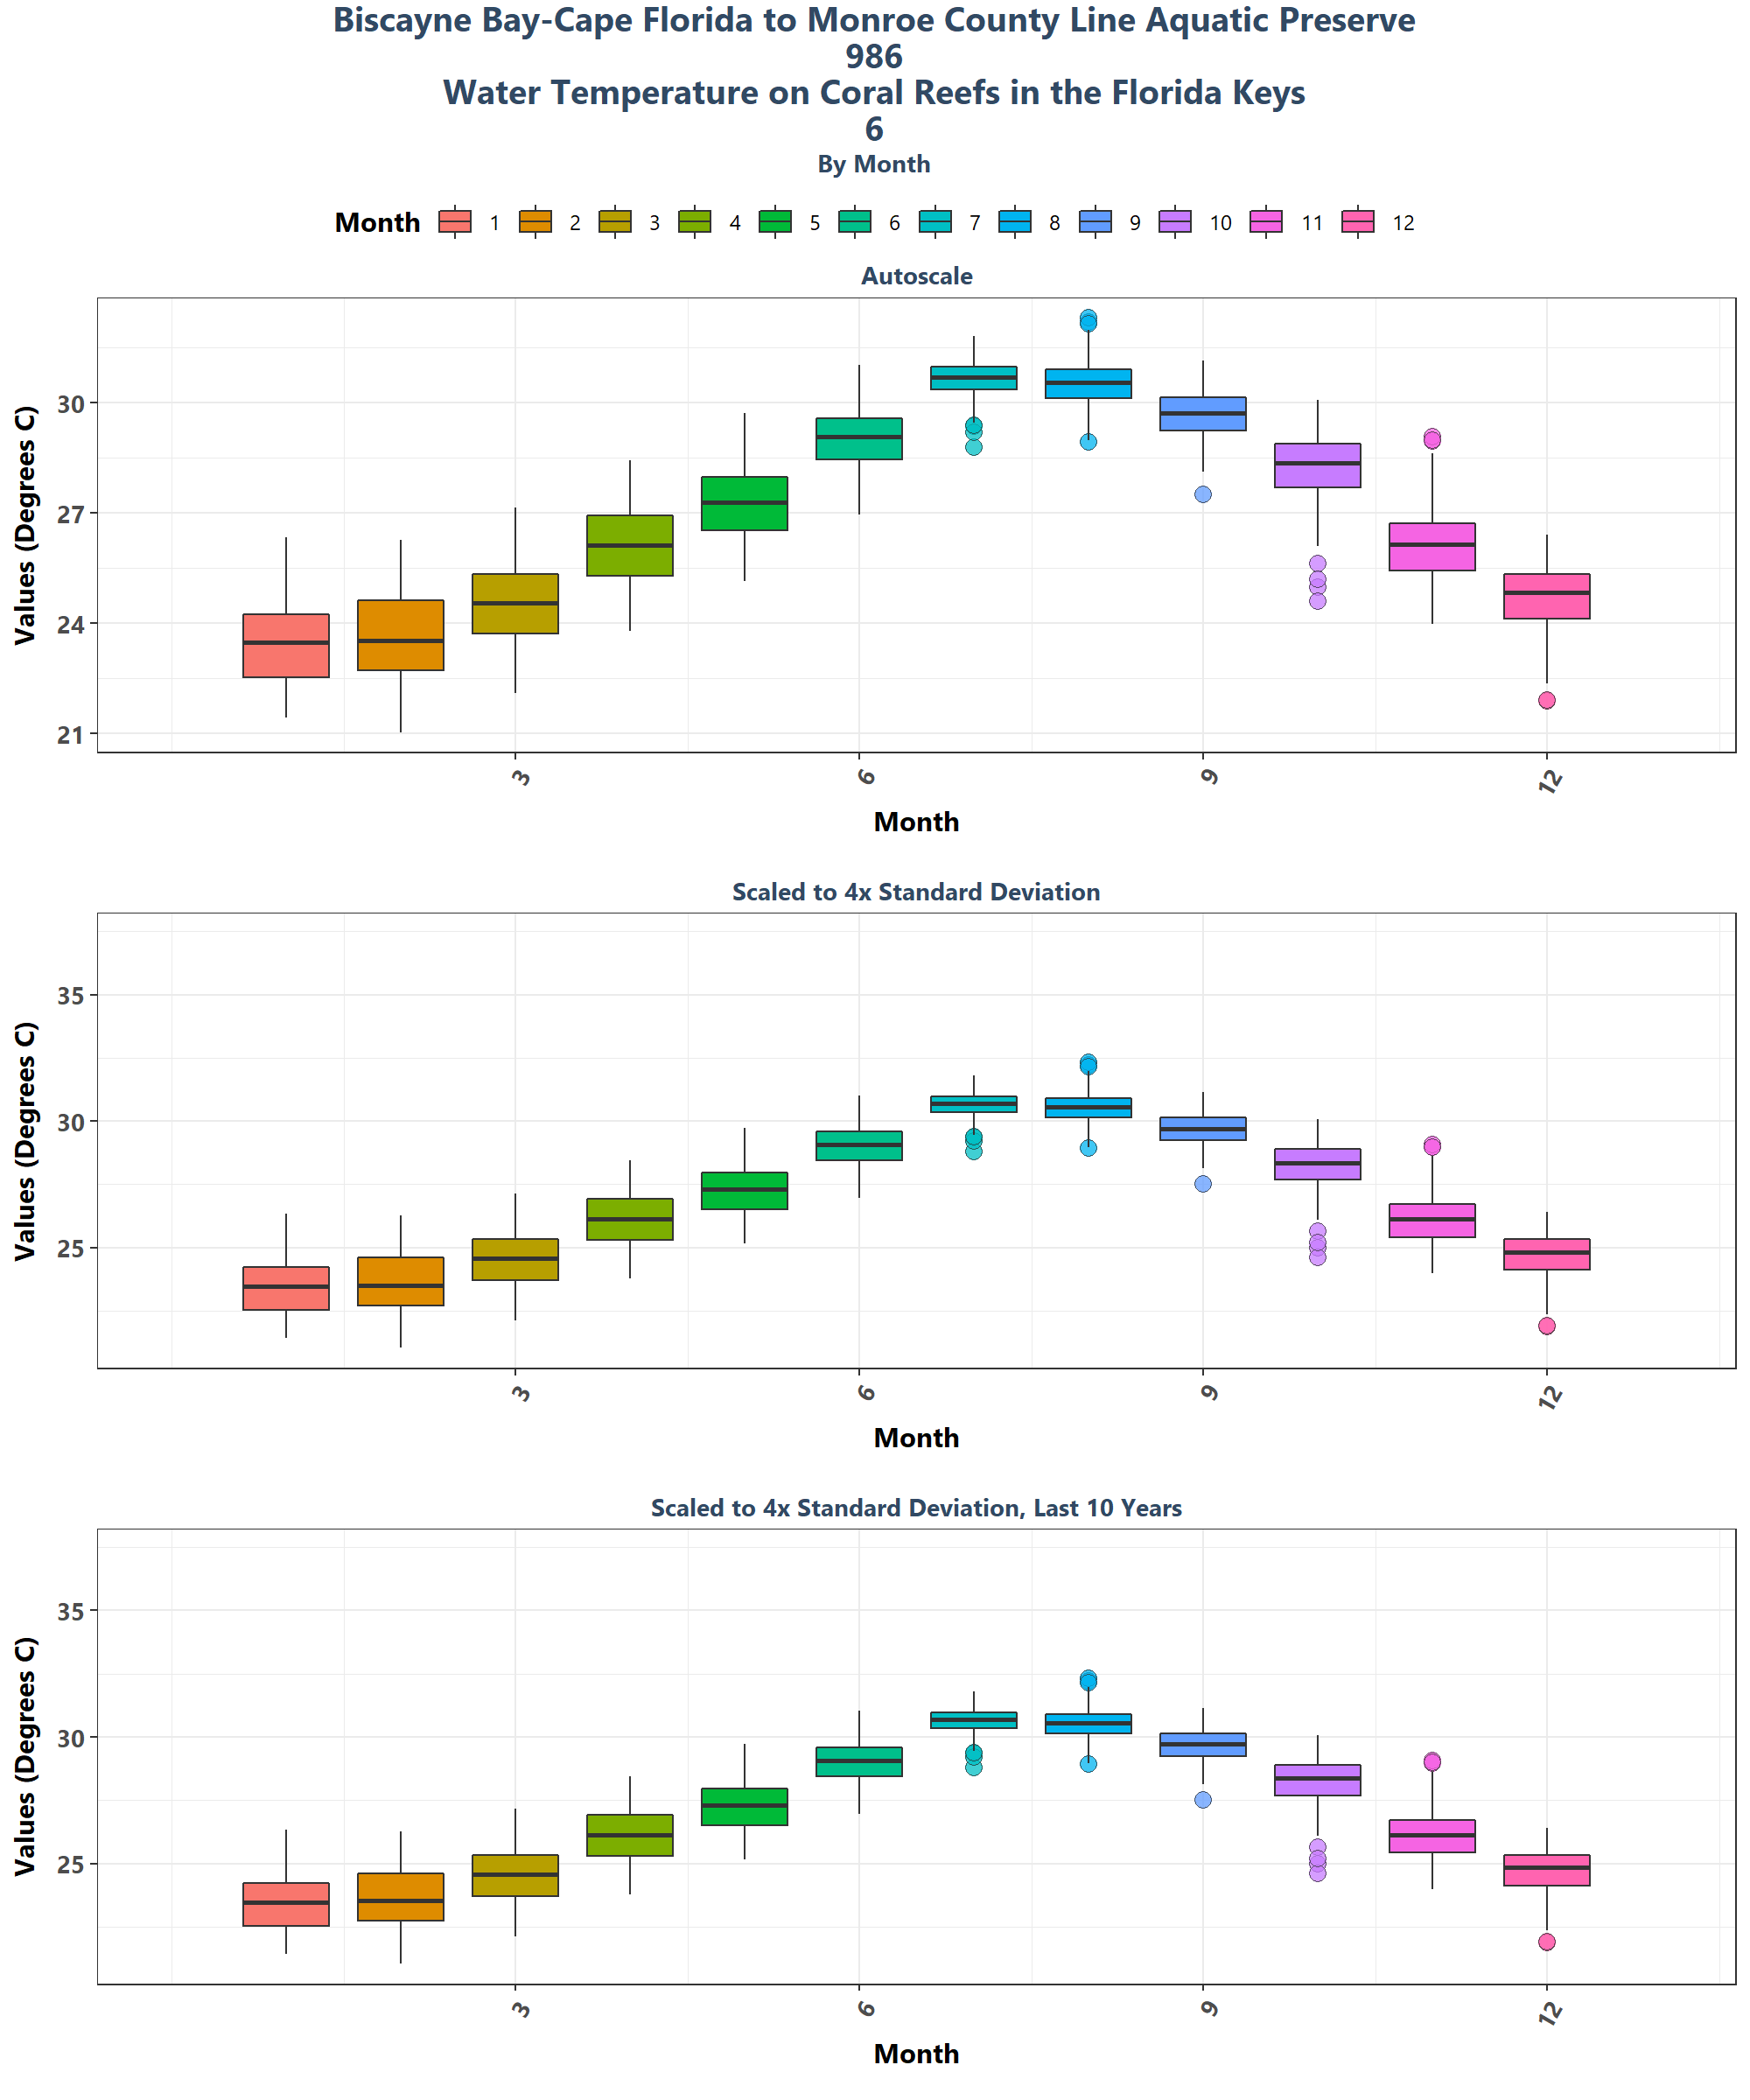 Biscayne Bay-Cape Florida to Monroe County Line Aquatic Preserve
986
Water Temperature on Coral Reefs in the Florida Keys
6
By Month
Month 1 2 3 4 5 6 7 8 9 10 11 12
Autoscale
Values (Degrees C)
30
27
24
21
3 6 9 12
Month
Scaled to 4x Standard Deviation
Values (Degrees C)
35
30
25
3 6 9 12
Month
Scaled to 4x Standard Deviation, Last 10 Years
Values (Degrees C)
35
30
25
3 6 9 12
Month